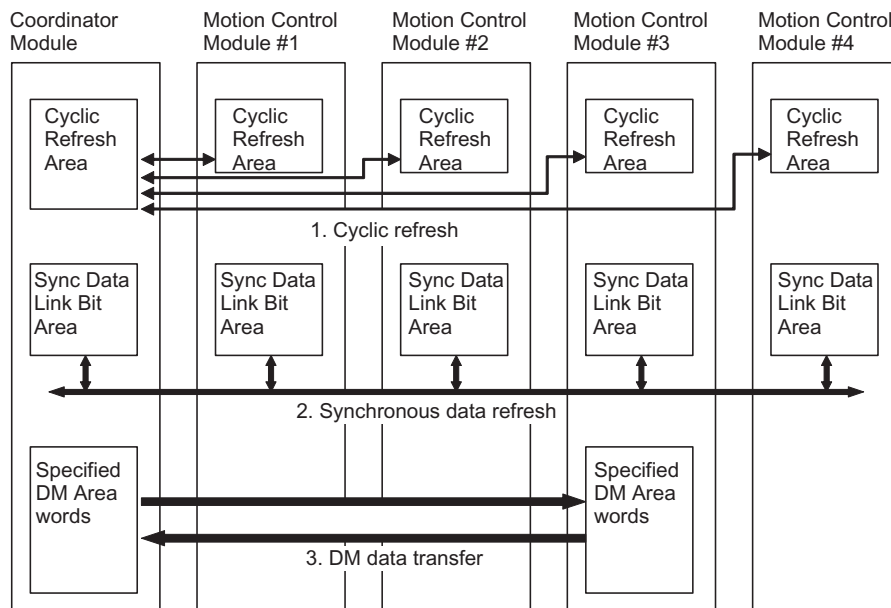 Coordinator
Module
Motion Control
Module #1
Motion Control
Module #2
Motion Control
Module #3
Motion Control
Module #4
Cyclic
Refresh
Area
Cyclic
Refresh
Area
Cyclic
Refresh
Area
Cyclic
Refresh
Area
Cyclic
Refresh
Area
1. Cyclic refresh
Sync Data
Link Bit
Area
Sync Data
Link Bit
Area
Sync Data
Link Bit
Area
Sync Data
Link Bit
Area
Sync Data
Link Bit
Area
2. Synchronous data refresh
Specified
DM Area
words
Specified
DM Area
words
3. DM data transfer